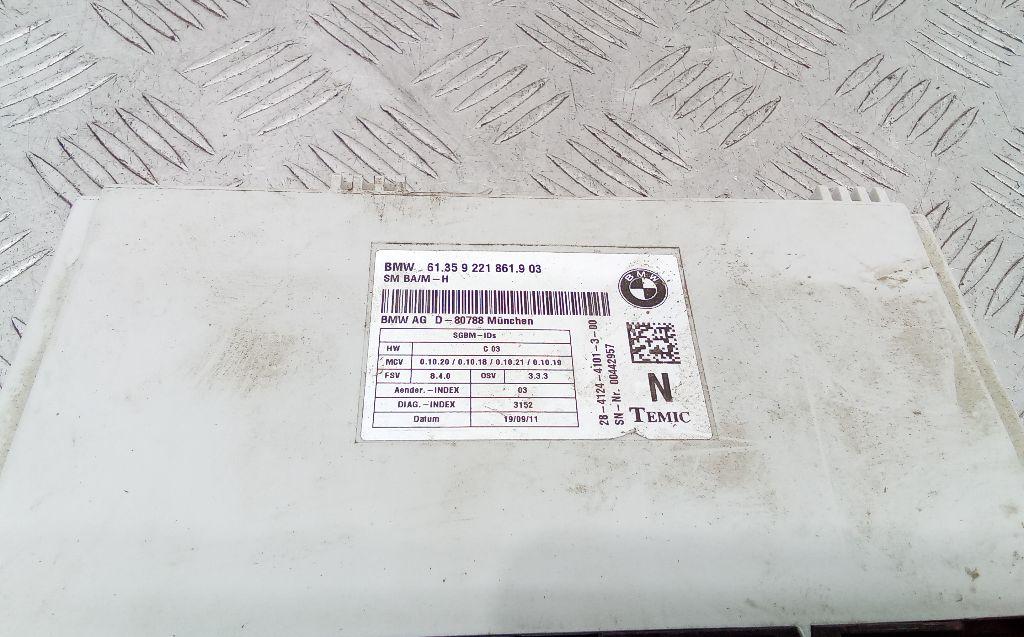 BMW 61.35 9 221 861.9 03
SM BA/M-H
BMW AG D-80788 München
SGBM-IDs
HW C 03
MCV 0.10.20 / 0.10.18 / 0.10.21 / 0.10.19
FSV 8.4.0 OSV 3.3.3
Aender.-INDEX 03
DIAG.-INDEX 3152
Datum 19/09/11
BMW
28-4124-4101-3-00
SN-Nr. 00442957
N
TEMIC